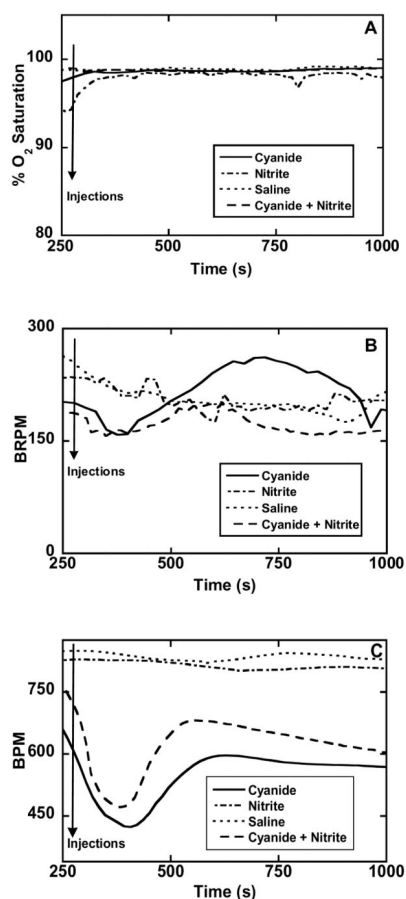 A
100
90
80
% O2 Saturation
Injections
Cyanide
Nitrite
Saline
Cyanide + Nitrite
250 500 750 1000
Time (s)
B
300
150
0
BRPM
Injections
Cyanide
Nitrite
Saline
Cyanide + Nitrite
250 500 750 1000
Time (s)
C
750
600
450
BPM
Injections
Cyanide
Nitrite
Saline
Cyanide + Nitrite
250 500 750 1000
Time (s)